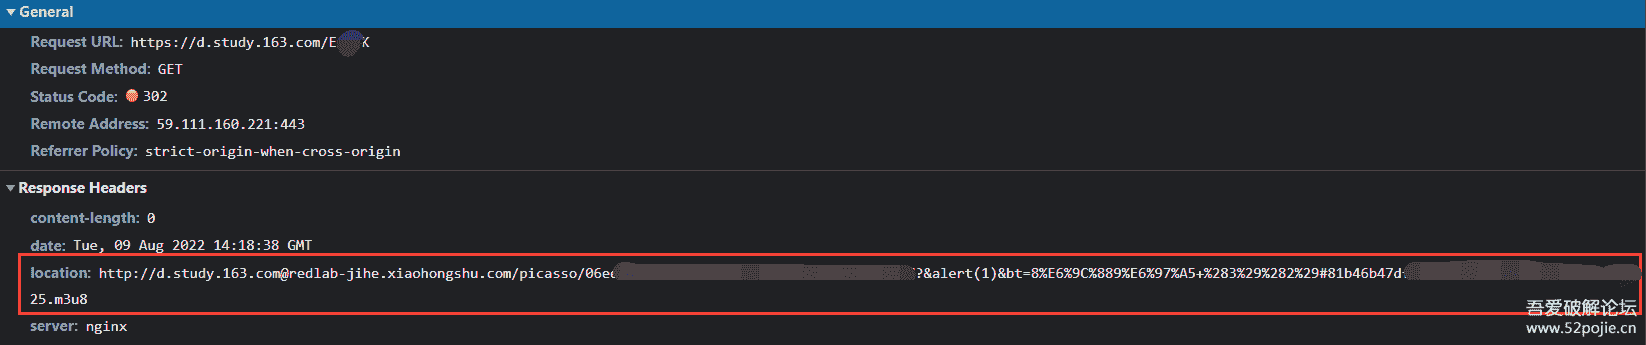 General
Request URL: https://d.study.163.com/E K
Request Method: GET
Status Code: 302
Remote Address: 59.111.160.221:443
Referrer Policy: strict-origin-when-cross-origin
Response Headers
content-length: 0
date: Tue, 09 Aug 2022 14:18:38 GMT
location: http://d.study.163.com@redlab-jihe.xiaohongshu.com/picasso/06e ?&alert(1)&bt=8%E6%9C%889%E6%97%A5+%283%29%282%29#81b46b47d
25.m3u8
server: nginx
吾爱破解论坛
www.52pojie.cn